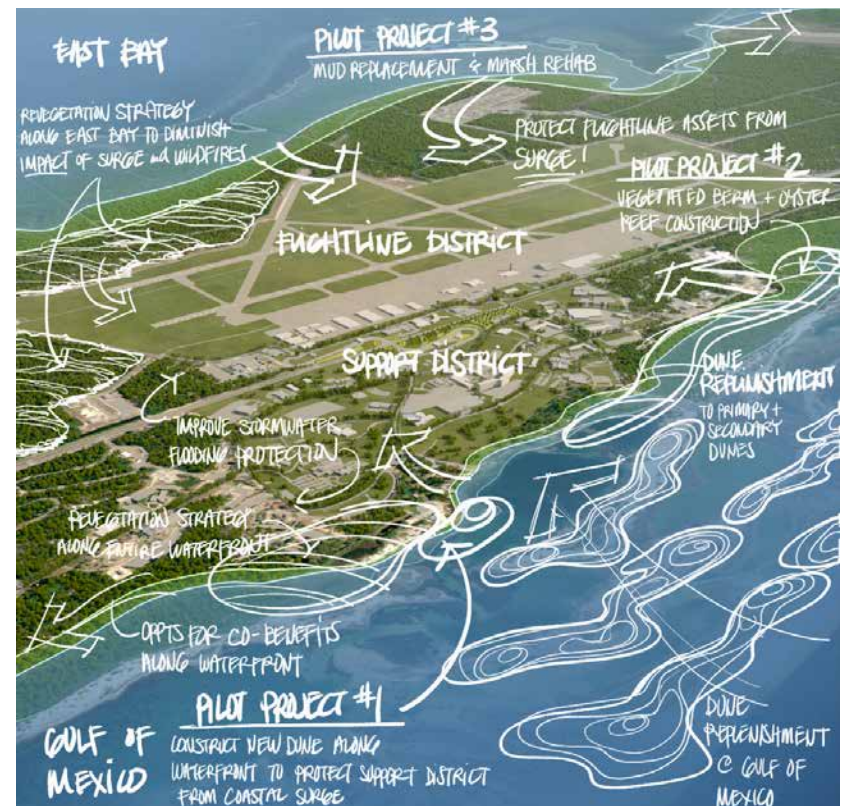 EAST BAY
PILOT PROJECT #3
MUD REPLACEMENT & MARSH REHAB
REVEGETATION STRATEGY
ALONG EAST BAY TO DIMINISH
IMPACT OF SURGE and WILDFIRES
PROTECT FLIGHTLINE ASSETS FROM
SURGE!
PILOT PROJECT #2
VEGETATED BERM + OYSTER
REEF CONSTRUCTION
FLIGHTLINE DISTRICT
SUPPORT DISTRICT
DUNE
REPLENISHMENT
TO PRIMARY +
SECONDARY
DUNES
IMPROVE STORMWATER
FLOODING PROTECTION
REVEGETATION STRATEGY
ALONG ENTIRE WATERFRONT
OPPTS FOR CO-BENEFITS
ALONG WATERFRONT
PILOT PROJECT #1
CONSTRUCT NEW DUNE ALONG
WATERFRONT TO PROTECT SUPPORT DISTRICT
FROM COASTAL SURGE
GULF OF
MEXICO
DUNE
REPLENISHMENT
@ GULF OF
MEXICO